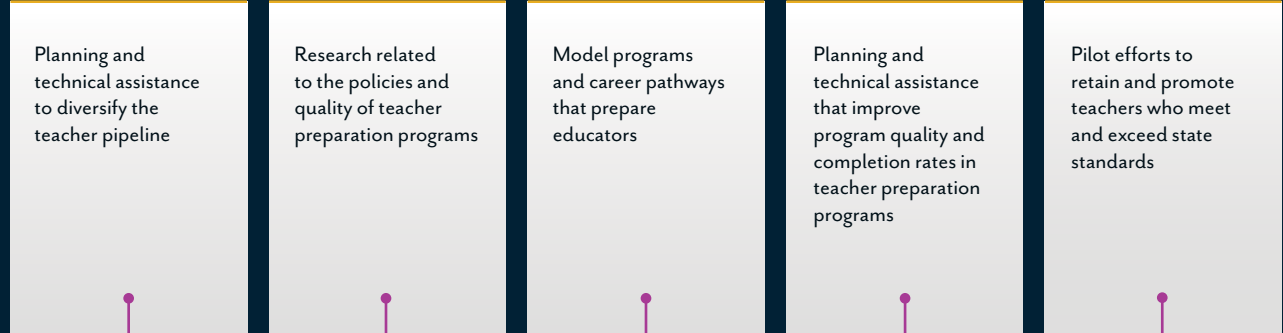 Planning and
technical assistance
to diversify the
teacher pipeline
Research related
to the policies and
quality of teacher
preparation programs
Model programs
and career pathways
that prepare
educators
Planning and
technical assistance
that improve
program quality and
completion rates in
teacher preparation
programs
Pilot efforts to
retain and promote
teachers who meet
and exceed state
standards